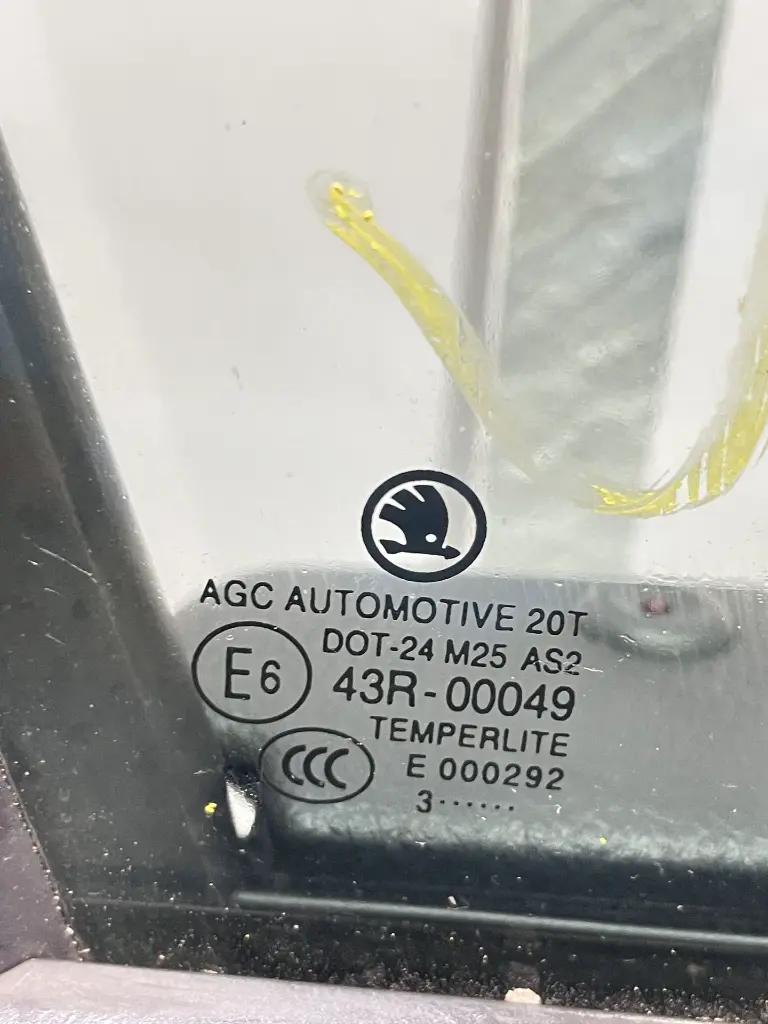 AGC AUTOMOTIVE 20T
DOT-24 M25 AS2
E6 43R-00049
TEMPERLITE
CCC E 000292
3······